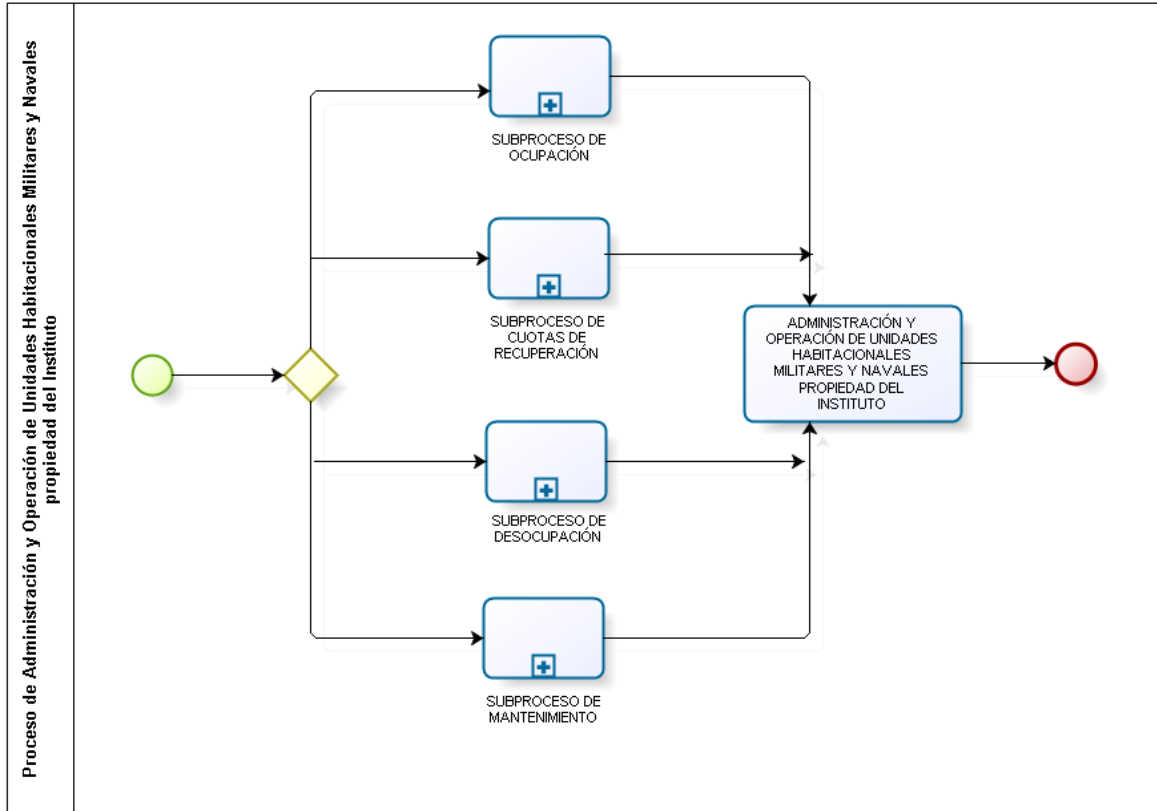 Proceso de Administración y Operación de Unidades Habitacionales Militares y Navales
propiedad del Instituto
SUBPROCESO DE
OCUPACIÓN
SUBPROCESO DE
CUOTAS DE
RECUPERACIÓN
ADMINISTRACIÓN Y
OPERACIÓN DE UNIDADES
HABITACIONALES
MILITARES Y NAVALES
PROPIEDAD DEL
INSTITUTO
SUBPROCESO DE
DESOCUPACIÓN
SUBPROCESO DE
MANTENIMIENTO